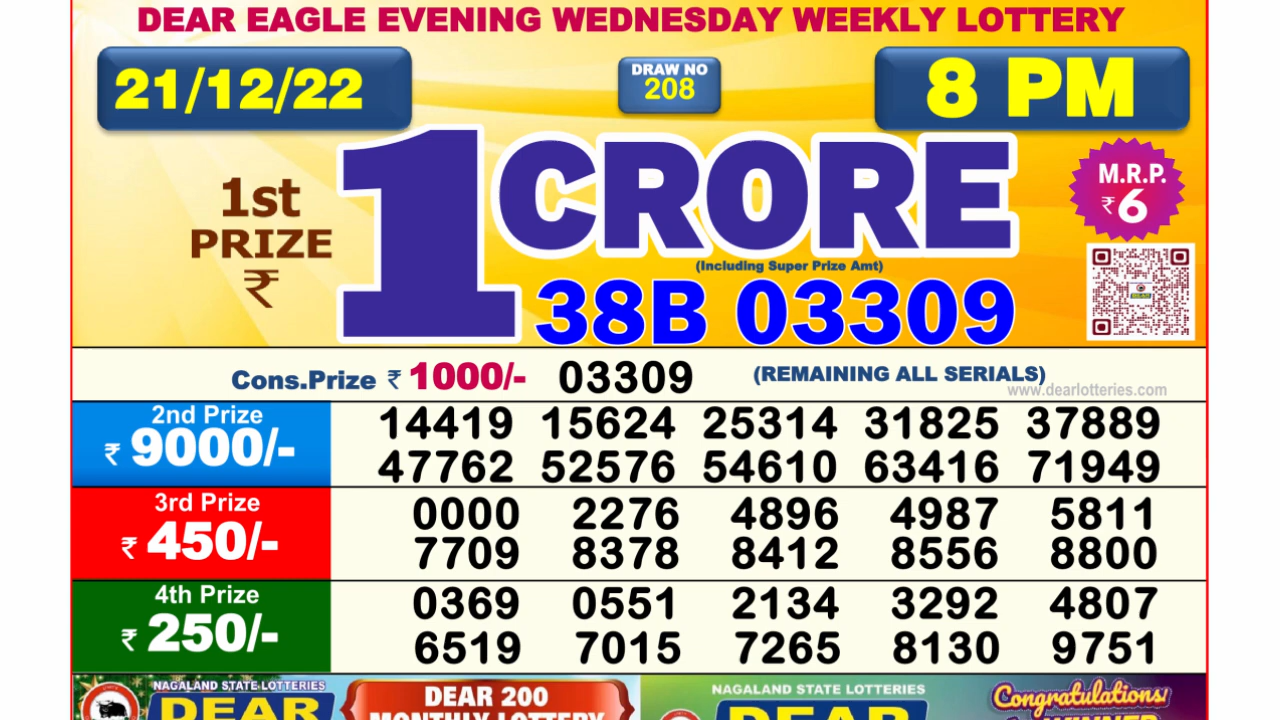 DEAR EAGLE EVENING WEDNESDAY WEEKLY LOTTERY
21/12/22
DRAW NO
208
8 PM
1st
PRIZE
₹
1 CRORE
(Including Super Prize Amt)
38B 03309
M.R.P.
₹ 6
Cons.Prize ₹ 1000/- 03309 (REMAINING ALL SERIALS)
www.dearlotteries.com
2nd Prize
₹ 9000/-
14419 15624 25314 31825 37889
47762 52576 54610 63416 71949
3rd Prize
₹ 450/-
0000 2276 4896 4987 5811
7709 8378 8412 8556 8800
4th Prize
₹ 250/-
0369 0551 2134 3292 4807
6519 7015 7265 8130 9751
NAGALAND STATE LOTTERIES
DEAR
DEAR 200
MONTHLY LOTTERY
NAGALAND STATE LOTTERIES
DEAR
Congratulations!